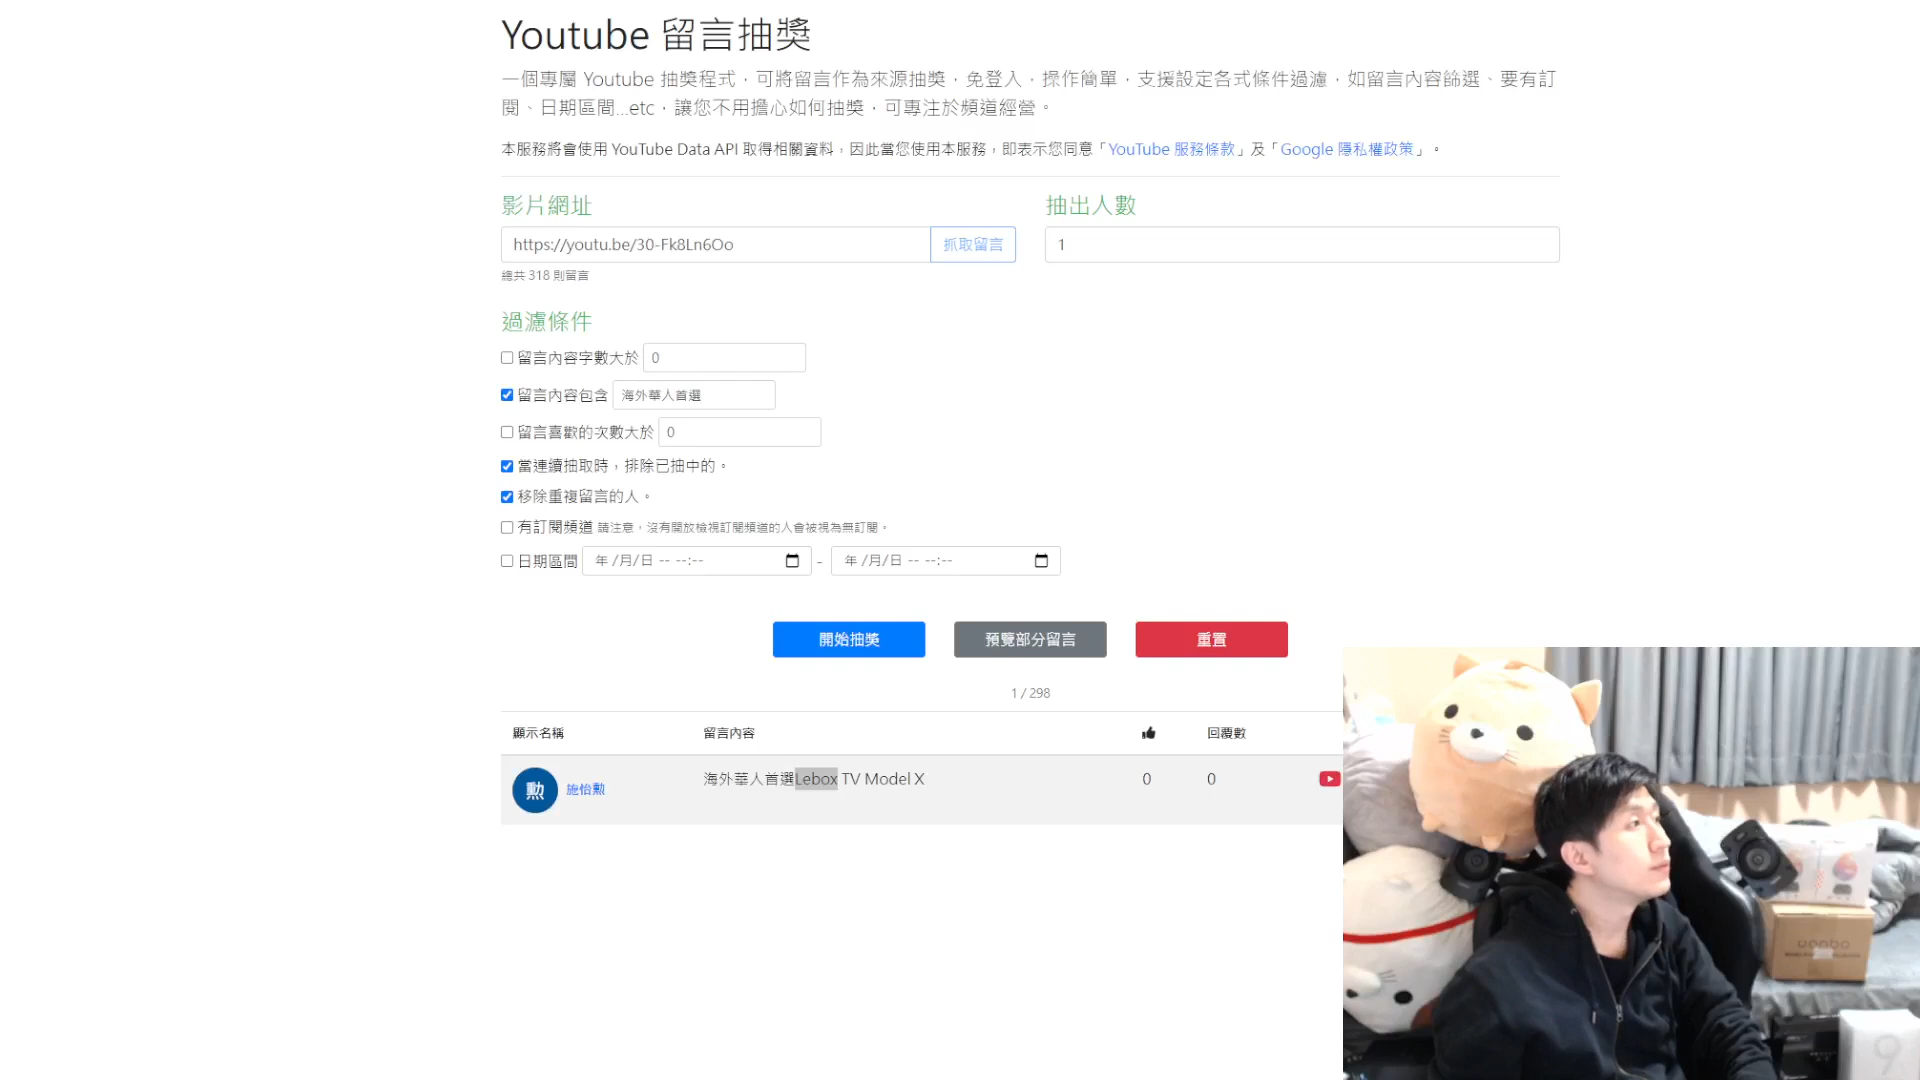 Youtube 留言抽獎
一個專屬 Youtube 抽獎程式，可將留言作為來源抽獎，免登入，操作簡單，支援設定各式條件過濾，如留言內容篩選、要有訂
閱、日期區間...etc，讓您不用擔心如何抽獎，可專注於頻道經營。
本服務將會使用 YouTube Data API 取得相關資料，因此當您使用本服務，即表示您同意「YouTube 服務條款」及「Google 隱私權政策」。
影片網址
抽出人數
https://youtu.be/30-Fk8Ln6Oo
抓取留言
1
總共 318 則留言
過濾條件
留言內容字數大於 0
留言內容包含 海外華人首選
留言喜歡的次數大於 0
當連續抽取時，排除已抽中的。
移除重複留言的人。
有訂閱頻道 請注意，沒有開放檢視訂閱頻道的人會被視為無訂閱。
日期區間 年 /月/日 -- --:-- - 年 /月/日 -- --:--
開始抽獎
預覽部分留言
重置
1 / 298
顯示名稱
留言內容
回覆數
勳
施怡勳
海外華人首選Lebox TV Model X
0
0